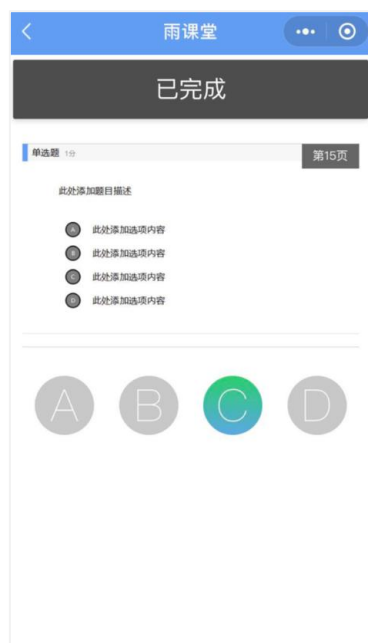 雨课堂
已完成
单选题 1分
第15页
此处添加题目描述
A 此处添加选项内容
B 此处添加选项内容
C 此处添加选项内容
D 此处添加选项内容
A B C D